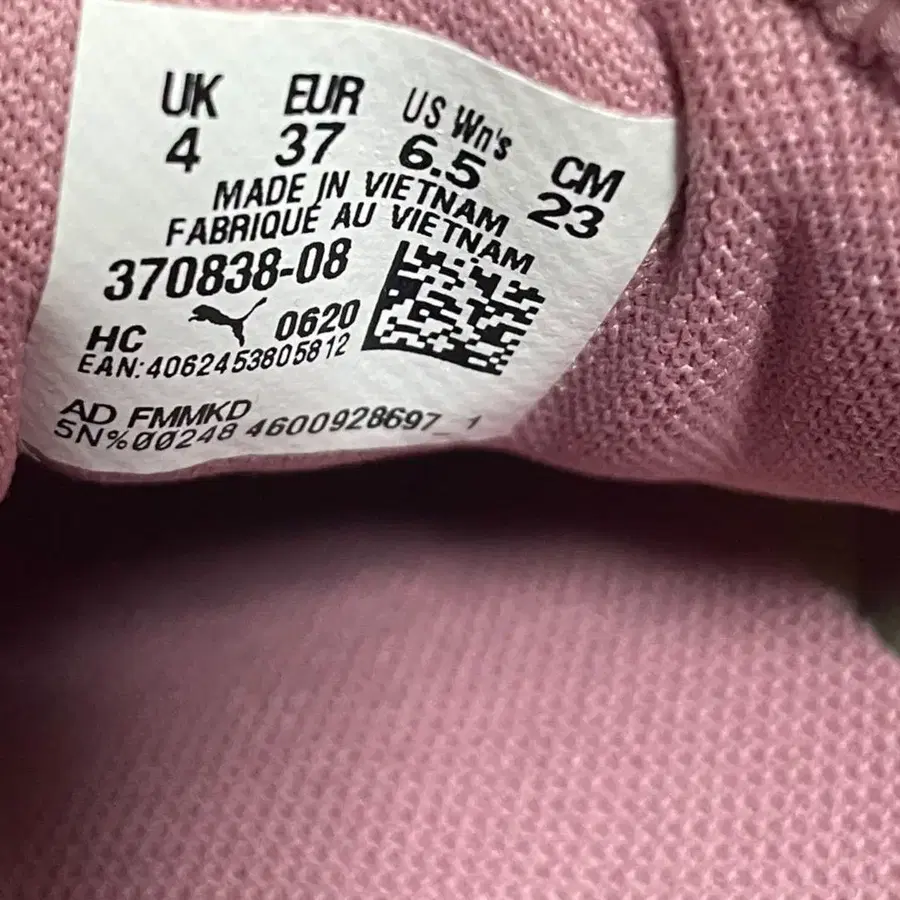 UK EUR US Wn's CM
4 37 6.5 23
MADE IN VIETNAM
FABRIQUÉ AU VIETNAM
370838-08
HC 0620
EAN:4062453805812
AD FMMKD
SN%00248 4600928697_1